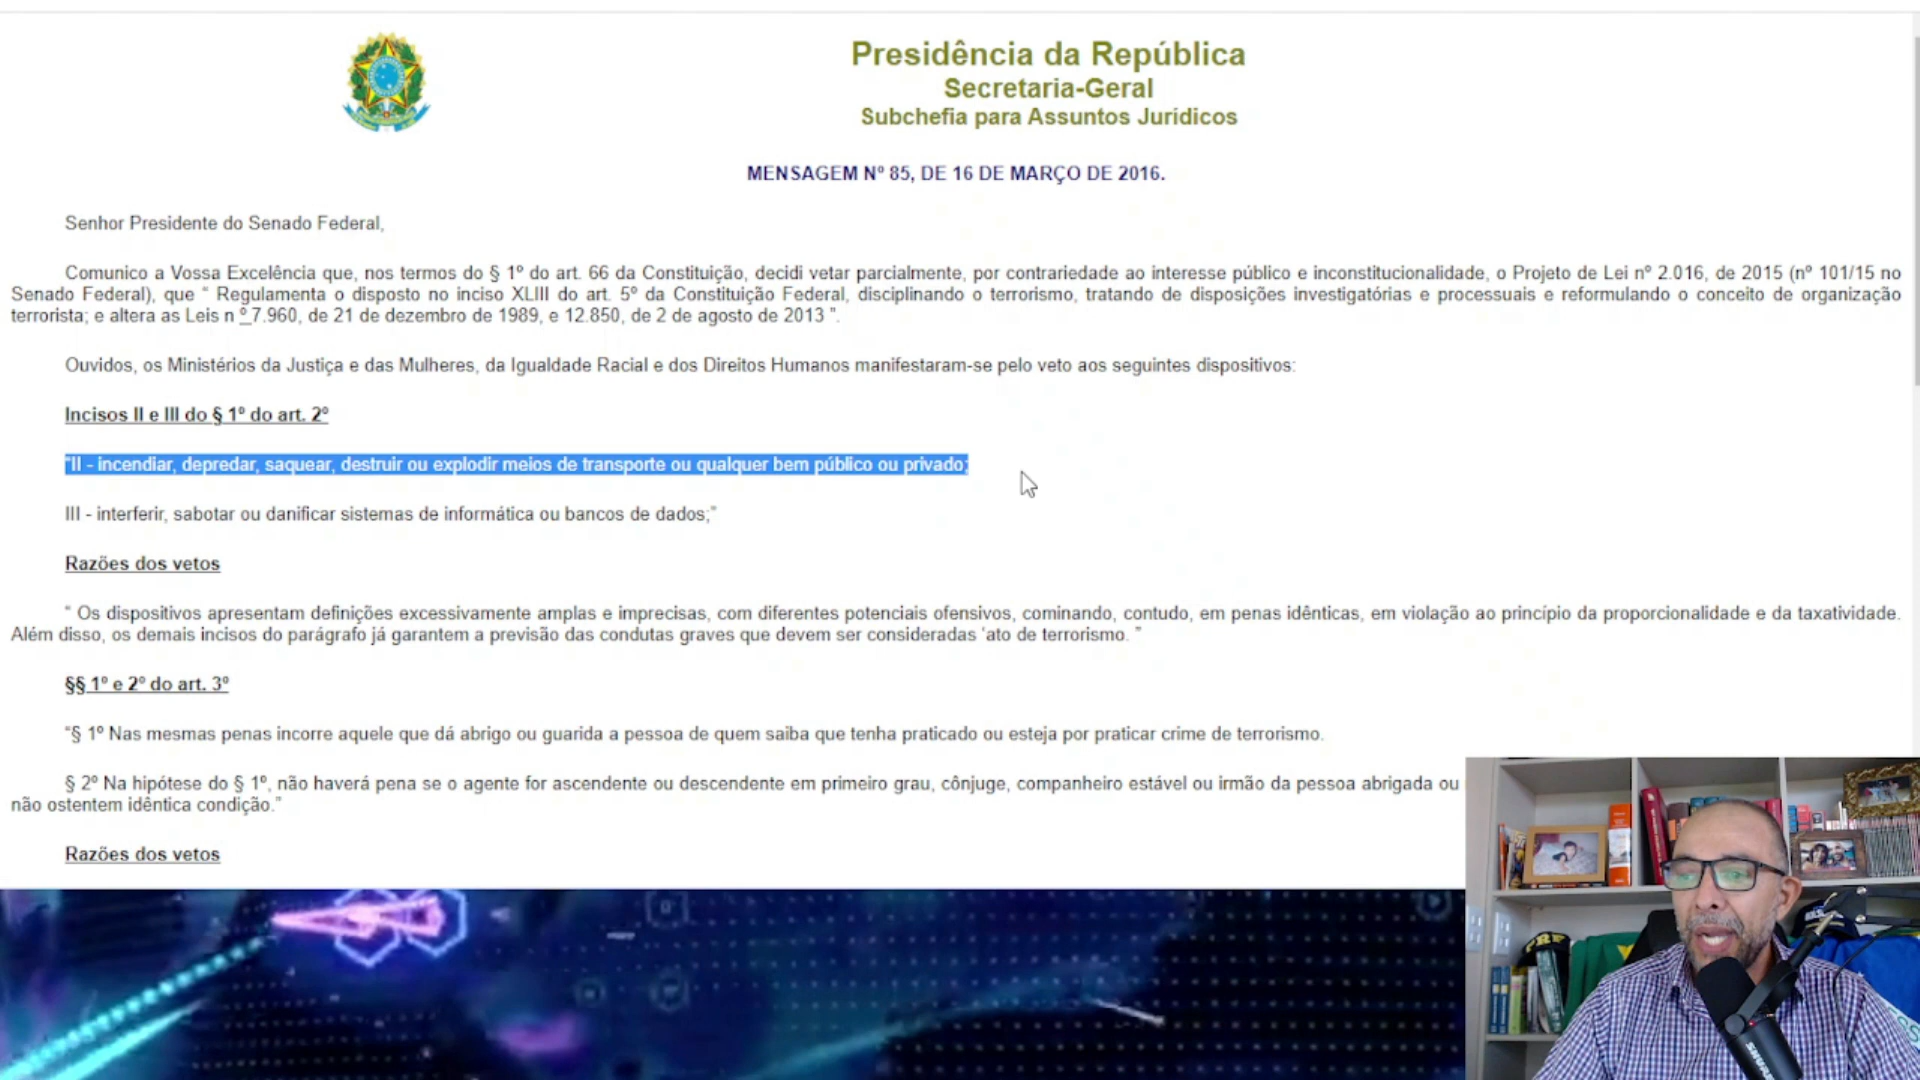 Presidência da República
Secretaria-Geral
Subchefia para Assuntos Jurídicos
MENSAGEM Nº 85, DE 16 DE MARÇO DE 2016.
Senhor Presidente do Senado Federal,
Comunico a Vossa Excelência que, nos termos do § 1º do art. 66 da Constituição, decidi vetar parcialmente, por contrariedade ao interesse público e inconstitucionalidade, o Projeto de Lei nº 2.016, de 2015 (nº 101/15 no
Senado Federal), que “ Regulamenta o disposto no inciso XLIII do art. 5º da Constituição Federal, disciplinando o terrorismo, tratando de disposições investigatórias e processuais e reformulando o conceito de organização
terrorista; e altera as Leis n º 7.960, de 21 de dezembro de 1989, e 12.850, de 2 de agosto de 2013 ”.
Ouvidos, os Ministérios da Justiça e das Mulheres, da Igualdade Racial e dos Direitos Humanos manifestaram-se pelo veto aos seguintes dispositivos:
Incisos II e III do § 1º do art. 2º
“II - incendiar, depredar, saquear, destruir ou explodir meios de transporte ou qualquer bem público ou privado;
III - interferir, sabotar ou danificar sistemas de informática ou bancos de dados;”
Razões dos vetos
“ Os dispositivos apresentam definições excessivamente amplas e imprecisas, com diferentes potenciais ofensivos, cominando, contudo, em penas idênticas, em violação ao princípio da proporcionalidade e da taxatividade.
Além disso, os demais incisos do parágrafo já garantem a previsão das condutas graves que devem ser consideradas ‘ato de terrorismo. ”
§§ 1º e 2º do art. 3º
“§ 1º Nas mesmas penas incorre aquele que dá abrigo ou guarida a pessoa de quem saiba que tenha praticado ou esteja por praticar crime de terrorismo.
§ 2º Na hipótese do § 1º, não haverá pena se o agente for ascendente ou descendente em primeiro grau, cônjuge, companheiro estável ou irmão da pessoa abrigada ou
não ostentem idêntica condição.”
Razões dos vetos
PRF
SHURE